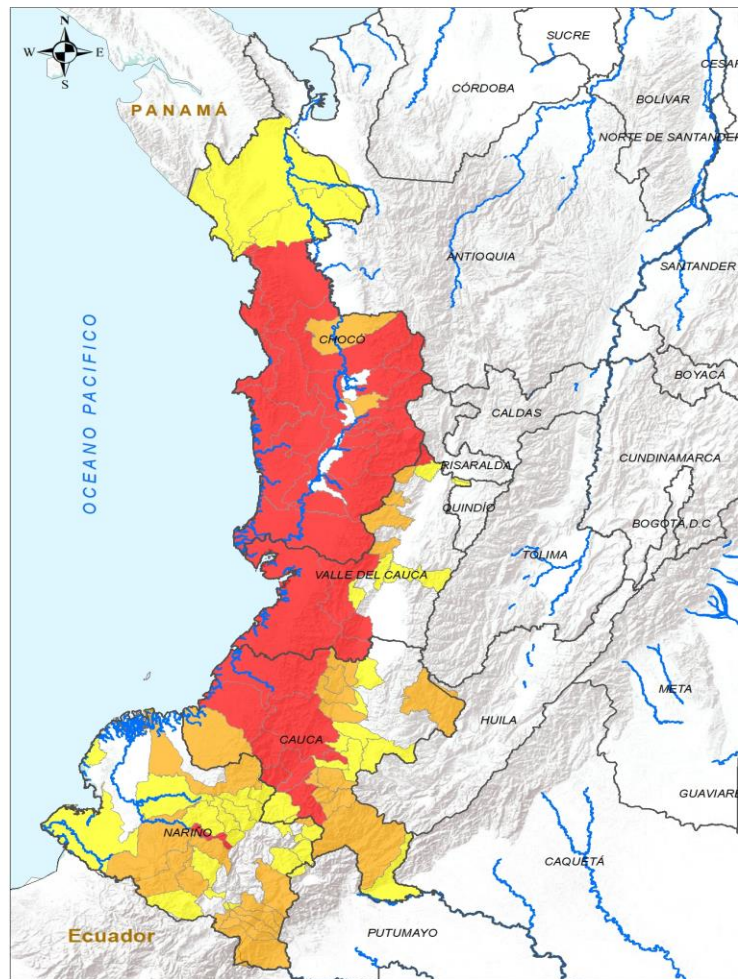 N
W E
S
PANAMÁ
SUCRE
CESAR
CÓRDOBA
BOLÍVAR
NORTE DE SANTANDER
ANTIOQUIA
SANTANDER
OCEANO PACIFICO
CHOCÓ
BOYACÁ
CALDAS
RISARALDA
CUNDINAMARCA
QUINDÍO
BOGOTÁ,D.C
TOLIMA
VALLE DEL CAUCA
META
HUILA
CAUCA
GUAVIARE
NARIÑO
CAQUETÁ
Ecuador
PUTUMAYO